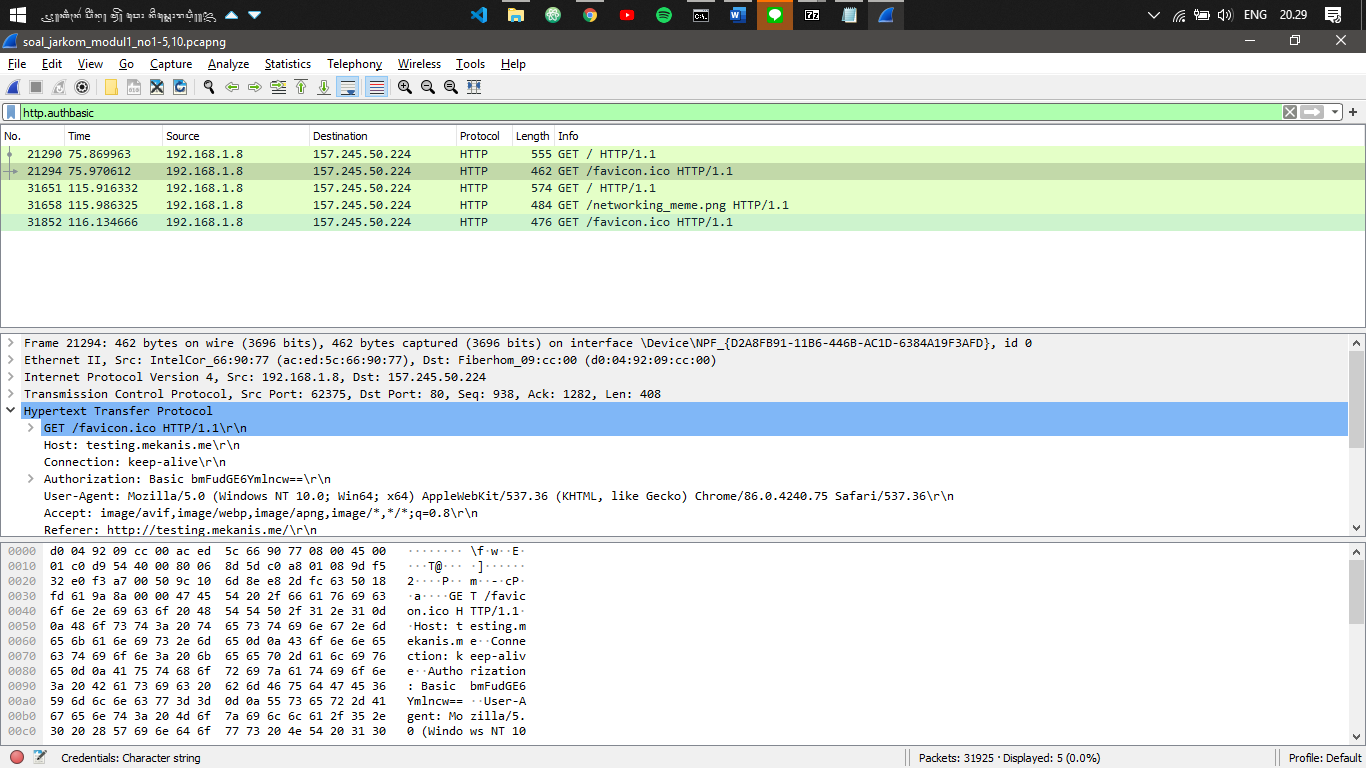 ENG 20.29
soal_jarkom_modul1_no1-5,10.pcapng
File Edit View Go Capture Analyze Statistics Telephony Wireless Tools Help
http.authbasic
No. Time Source Destination Protocol Length Info
21290 75.869963 192.168.1.8 157.245.50.224 HTTP 555 GET / HTTP/1.1
21294 75.970612 192.168.1.8 157.245.50.224 HTTP 462 GET /favicon.ico HTTP/1.1
31651 115.916332 192.168.1.8 157.245.50.224 HTTP 574 GET / HTTP/1.1
31658 115.986325 192.168.1.8 157.245.50.224 HTTP 484 GET /networking_meme.png HTTP/1.1
31852 116.134666 192.168.1.8 157.245.50.224 HTTP 476 GET /favicon.ico HTTP/1.1
Frame 21294: 462 bytes on wire (3696 bits), 462 bytes captured (3696 bits) on interface \Device\NPF_{D2A8FB91-11B6-446B-AC1D-6384A19F3AFD}, id 0
Ethernet II, Src: IntelCor_66:90:77 (ac:ed:5c:66:90:77), Dst: Fiberhom_09:cc:00 (d0:04:92:09:cc:00)
Internet Protocol Version 4, Src: 192.168.1.8, Dst: 157.245.50.224
Transmission Control Protocol, Src Port: 62375, Dst Port: 80, Seq: 938, Ack: 1282, Len: 408
Hypertext Transfer Protocol
GET /favicon.ico HTTP/1.1\r\n
Host: testing.mekanis.me\r\n
Connection: keep-alive\r\n
Authorization: Basic bmFudGE6Ymlncw==\r\n
User-Agent: Mozilla/5.0 (Windows NT 10.0; Win64; x64) AppleWebKit/537.36 (KHTML, like Gecko) Chrome/86.0.4240.75 Safari/537.36\r\n
Accept: image/avif,image/webp,image/apng,image/*,*/*;q=0.8\r\n
Referer: http://testing.mekanis.me/\r\n
0000 d0 04 92 09 cc 00 ac ed 5c 66 90 77 08 00 45 00 ········ \f·w··E·
0010 01 c0 d9 54 40 00 80 06 8d 5d c0 a8 01 08 9d f5 ···T@··· ·]······
0020 32 e0 f3 a7 00 50 9c 10 6d 8e e8 2d fc 63 50 18 2····P·· m··-·cP·
0030 fd 61 9a 8a 00 00 47 45 54 20 2f 66 61 76 69 63 ·a····GE T /favic
0040 6f 6e 2e 69 63 6f 20 48 54 54 50 2f 31 2e 31 0d on.ico H TTP/1.1·
0050 0a 48 6f 73 74 3a 20 74 65 73 74 69 6e 67 2e 6d ·Host: t esting.m
0060 65 6b 61 6e 69 73 2e 6d 65 0d 0a 43 6f 6e 6e 65 ekanis.m e··Conne
0070 63 74 69 6f 6e 3a 20 6b 65 65 70 2d 61 6c 69 76 ction: k eep-aliv
0080 65 0d 0a 41 75 74 68 6f 72 69 7a 61 74 69 6f 6e e··Autho rization
0090 3a 20 42 61 73 69 63 20 62 6d 46 75 64 47 45 36 : Basic  bmFudGE6
00a0 59 6d 6c 6e 63 77 3d 3d 0d 0a 55 73 65 72 2d 41 Ymlncw== ··User-A
00b0 67 65 6e 74 3a 20 4d 6f 7a 69 6c 6c 61 2f 35 2e gent: Mo zilla/5.
00c0 30 20 28 57 69 6e 64 6f 77 73 20 4e 54 20 31 30 0 (Windo ws NT 10
Credentials: Character string Packets: 31925 · Displayed: 5 (0.0%) Profile: Default